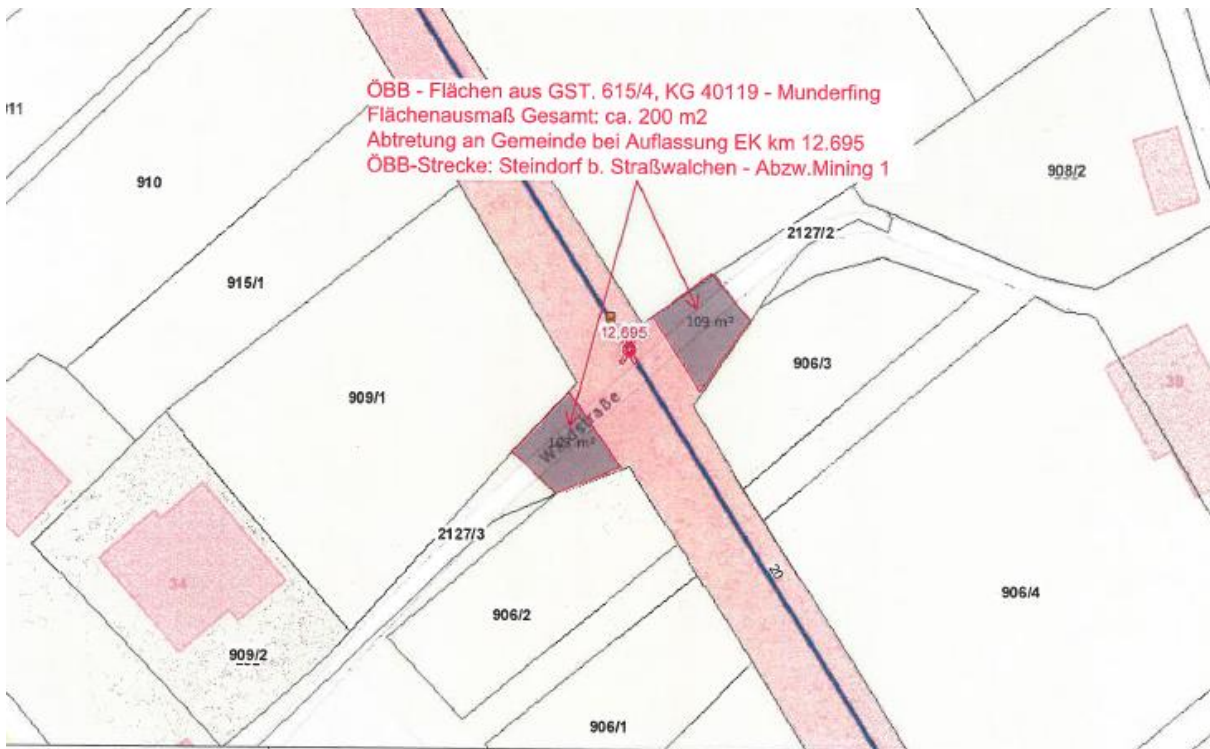 ÖBB - Flächen aus GST. 615/4, KG 40119 - Munderfing
Flächenausmaß Gesamt: ca. 200 m2
Abtretung an Gemeinde bei Auflassung EK km 12.695
ÖBB-Strecke: Steindorf b. Straßwalchen - Abzw.Mining 1
910
908/2
2127/2
915/1
109 m²
12,695
906/3
909/1
38
Waldstraße
2127/3
20
34
906/4
906/2
909/2
906/1